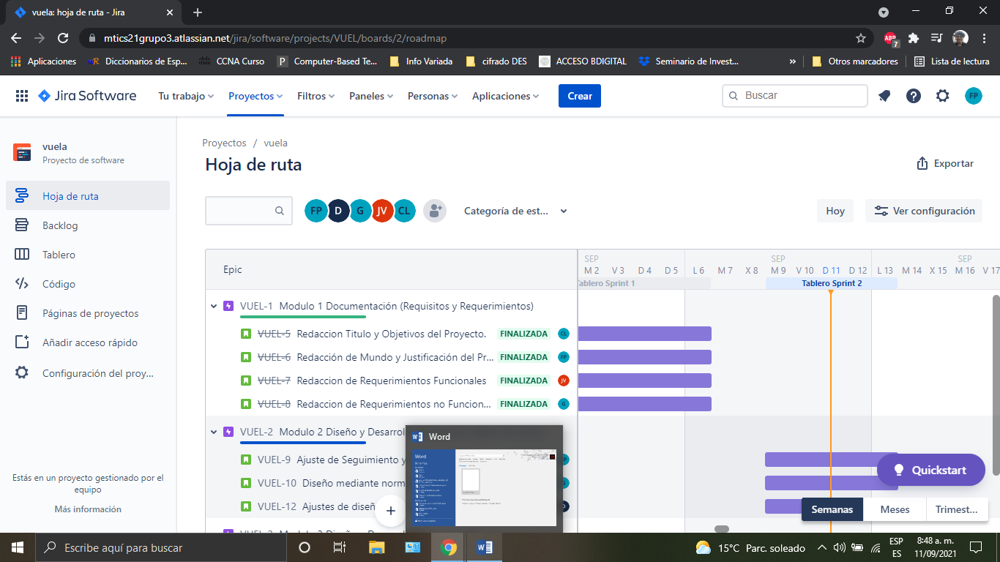 vuela: hoja de ruta - Jira
mtics21grupo3.atlassian.net/jira/software/projects/VUEL/boards/2/roadmap
ABP 7
Aplicaciones Diccionarios de Esp... CCNA Curso Computer-Based Te... Info Variada cifrado DES ACCESO BDIGITAL Seminario de Invest... » Otros marcadores Lista de lectura
Jira Software Tu trabajo Proyectos Filtros Paneles Personas Aplicaciones Crear Buscar FP
vuela
Proyecto de software
Hoja de ruta
Backlog
Tablero
Código
Páginas de proyectos
Añadir acceso rápido
Configuración del proy...
Estás en un proyecto gestionado por el
equipo
Más información
Proyectos / vuela
Hoja de ruta
Exportar
FP D G JV CL Categoría de est... Hoy Ver configuración
Epic
SEP SEP SEP
M 2 V 3 D 4 D 5 L 6 M 7 X 8 M 9 V 10 D 11 D 12 L 13 M 14 X 15 M 16 V 17
Tablero Sprint 1 Tablero Sprint 2
VUEL-1 Modulo 1 Documentación (Requisitos y Requerimientos)
VUEL-5 Redaccion Titulo y Objetivos del Proyecto. FINALIZADA CL
VUEL-6 Redacción de Mundo y Justificación del Pr... FINALIZADA FP
VUEL-7 Redaccion de Requerimientos Funcionales FINALIZADA JV
VUEL-8 Redaccion de Requerimientos no Funcion... FINALIZADA G
VUEL-2 Modulo 2 Diseño y Desarrol
VUEL-9 Ajuste de Seguimiento y
VUEL-10 Diseño mediante norm
VUEL-12 Ajustes de diseñ D
Word
Word
Quickstart
Semanas Meses Trimest...
Escribe aquí para buscar
15°C Parc. soleado
ESP
ES
8:48 a. m.
11/09/2021